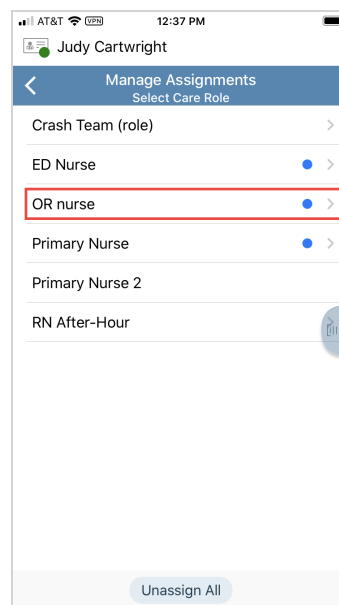 AT&T VPN 12:37 PM
Judy Cartwright
Manage Assignments
Select Care Role
Crash Team (role)
ED Nurse
OR nurse
Primary Nurse
Primary Nurse 2
RN After-Hour
Unassign All